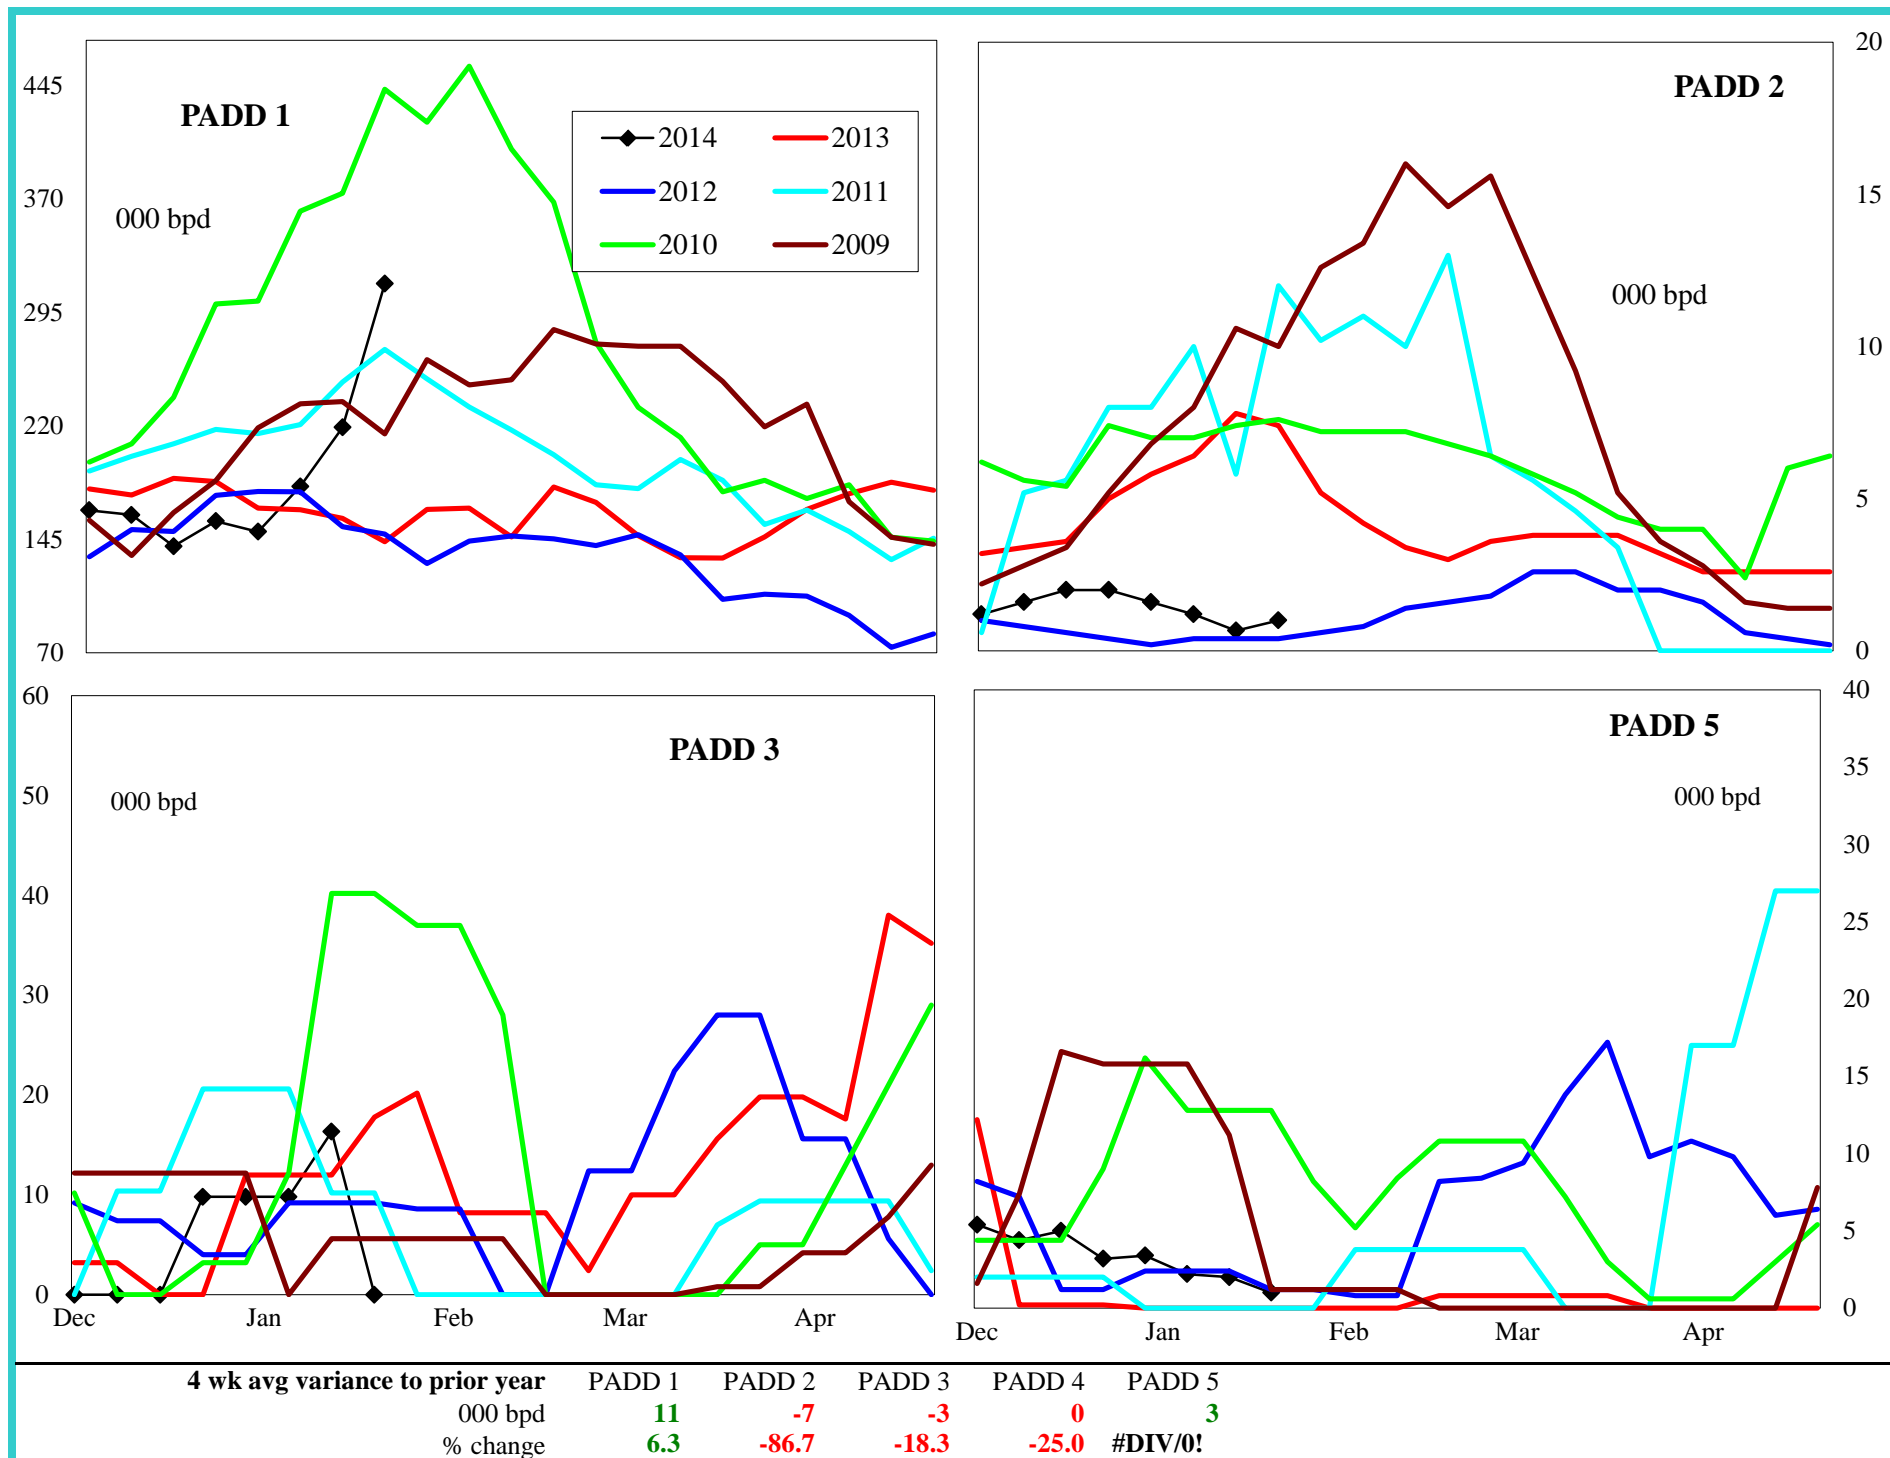 PADD 1
000 bpd
445
370
295
220
145
70
2014 2013
2012 2011
2010 2009
PADD 2
000 bpd
20
15
10
5
0
PADD 3
000 bpd
60
50
40
30
20
10
0
Dec Jan Feb Mar Apr
PADD 5
000 bpd
40
35
30
25
20
15
10
5
0
Dec Jan Feb Mar Apr
4 wk avg variance to prior year PADD 1 PADD 2 PADD 3 PADD 4 PADD 5
000 bpd 11 -7 -3 0 3
% change 6.3 -86.7 -18.3 -25.0 #DIV/0!